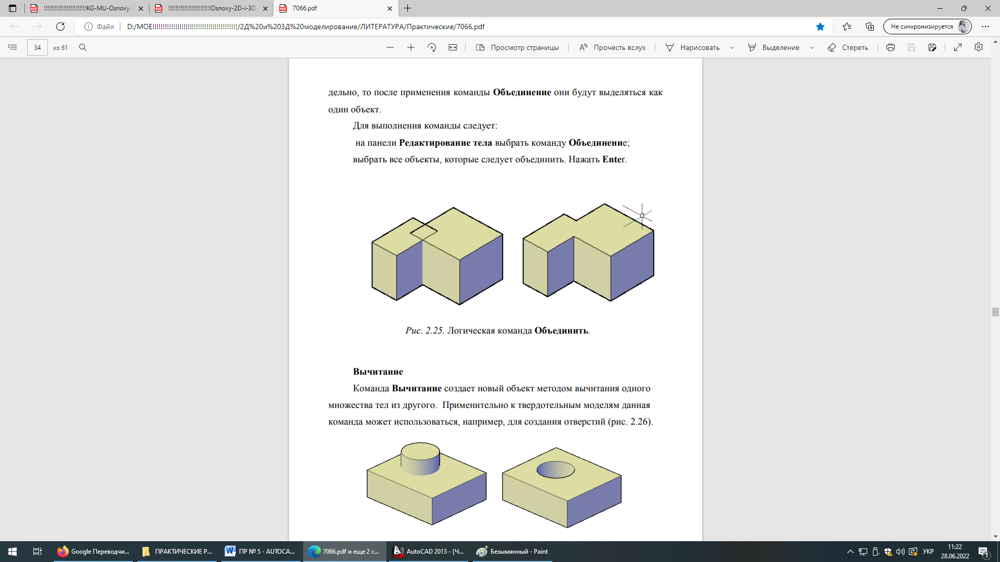 !!!!!!!!!!!!!!!!!!!!!!!!KG-MU-Osnovy-2
!!!!!!!!!!!!!!!!!!!!!!!!Osnovy-2D-i-3D-
7066.pdf
Файл
D:/МОЕ!!!!!!!!!!!!!!!!!!!!!!!!!!!!!!!!!!!!!!!!!/2Д%20и%203Д%20моделирование/ЛИТЕРАТУРА/Практические/7066.pdf
Не синхронизируется
34
из 61
Просмотр страницы
Прочесть вслух
Нарисовать
Выделение
Стереть
дельно, то после применения команды Объединение они будут выделяться как
один объект.
Для выполнения команды следует:
на панели Редактирование тела выбрать команду Объединение;
выбрать все объекты, которые следует объединить. Нажать Enter.
Рис. 2.25. Логическая команда Объединить.
Вычитание
Команда Вычитание создает новый объект методом вычитания одного
множества тел из другого. Применительно к твердотельным моделям данная
команда может использоваться, например, для создания отверстий (рис. 2.26).
Google Переводчи...
ПРАКТИЧЕСКИЕ Р...
ПР № 5 - AUTOCA...
7066.pdf и еще 2 с...
AutoCAD 2013 - [Ч...
Безымянный - Paint
УКР
11:22
28.06.2022
1